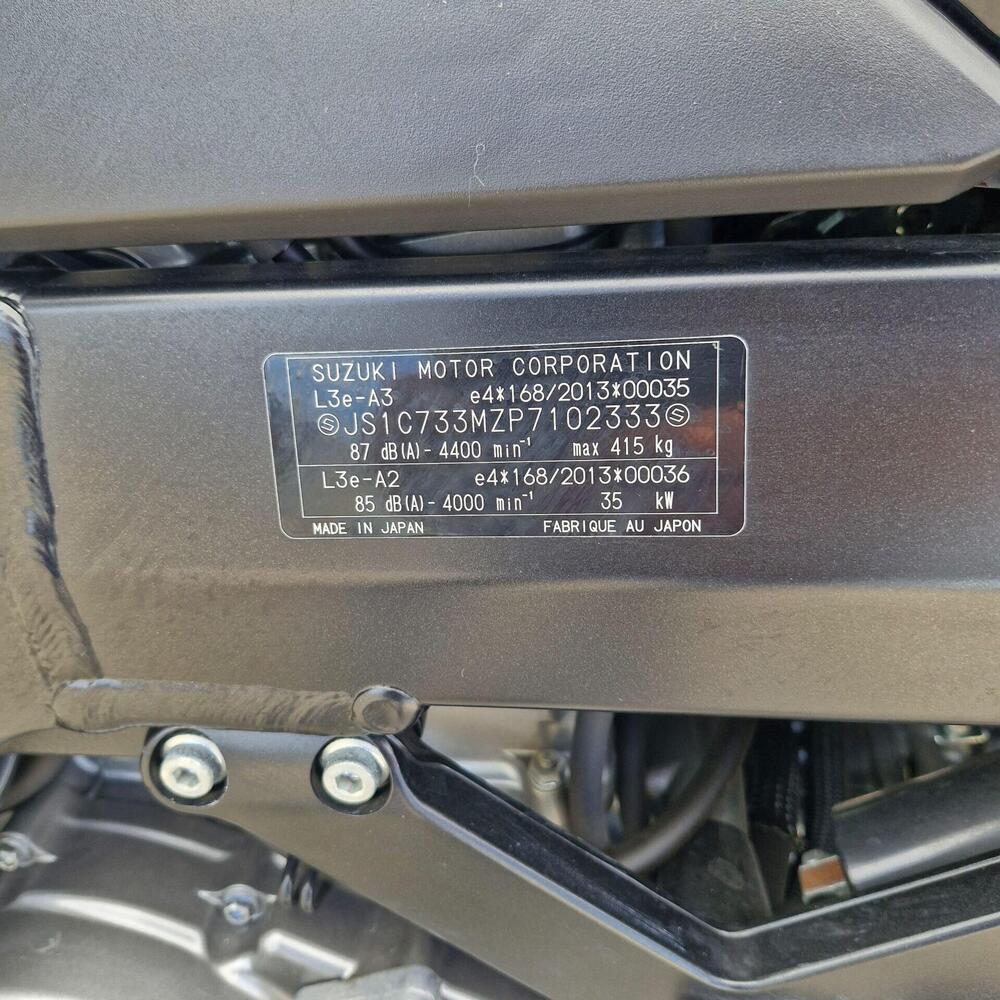 SUZUKI MOTOR CORPORATION
L3e-A3 e4*168/2013*00035
JS1C733MZP7102333
87 dB(A)- 4400 min⁻¹ max 415 kg
L3e-A2 e4*168/2013*00036
85 dB(A)- 4000 min⁻¹ 35 kW
MADE IN JAPAN FABRIQUE AU JAPON